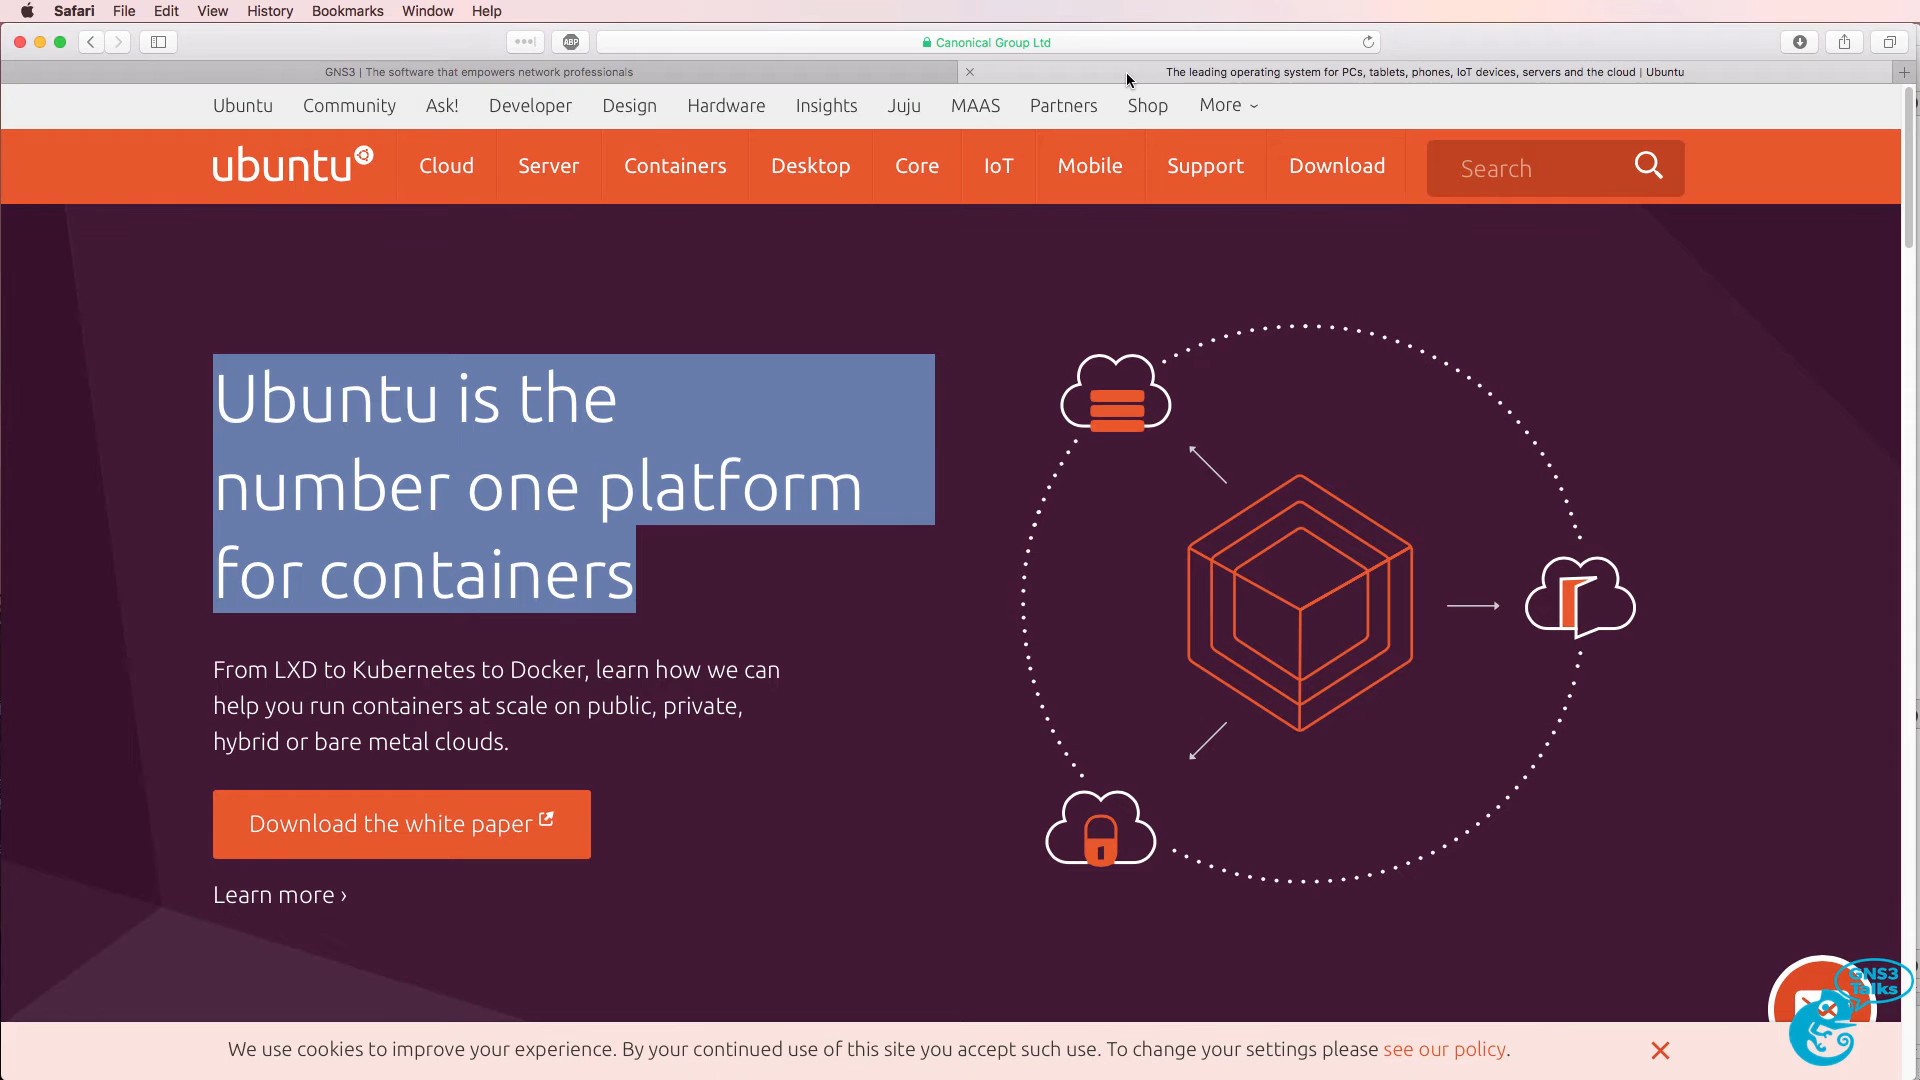 Safari File Edit View History Bookmarks Window Help
ABP
Canonical Group Ltd
GNS3 | The software that empowers network professionals
The leading operating system for PCs, tablets, phones, IoT devices, servers and the cloud | Ubuntu
Ubuntu Community Ask! Developer Design Hardware Insights Juju MAAS Partners Shop More
ubuntu Cloud Server Containers Desktop Core IoT Mobile Support Download Search
Ubuntu is the
number one platform
for containers
From LXD to Kubernetes to Docker, learn how we can
help you run containers at scale on public, private,
hybrid or bare metal clouds.
Download the white paper
Learn more ›
GNS3
Talks
We use cookies to improve your experience. By your continued use of this site you accept such use. To change your settings please see our policy.